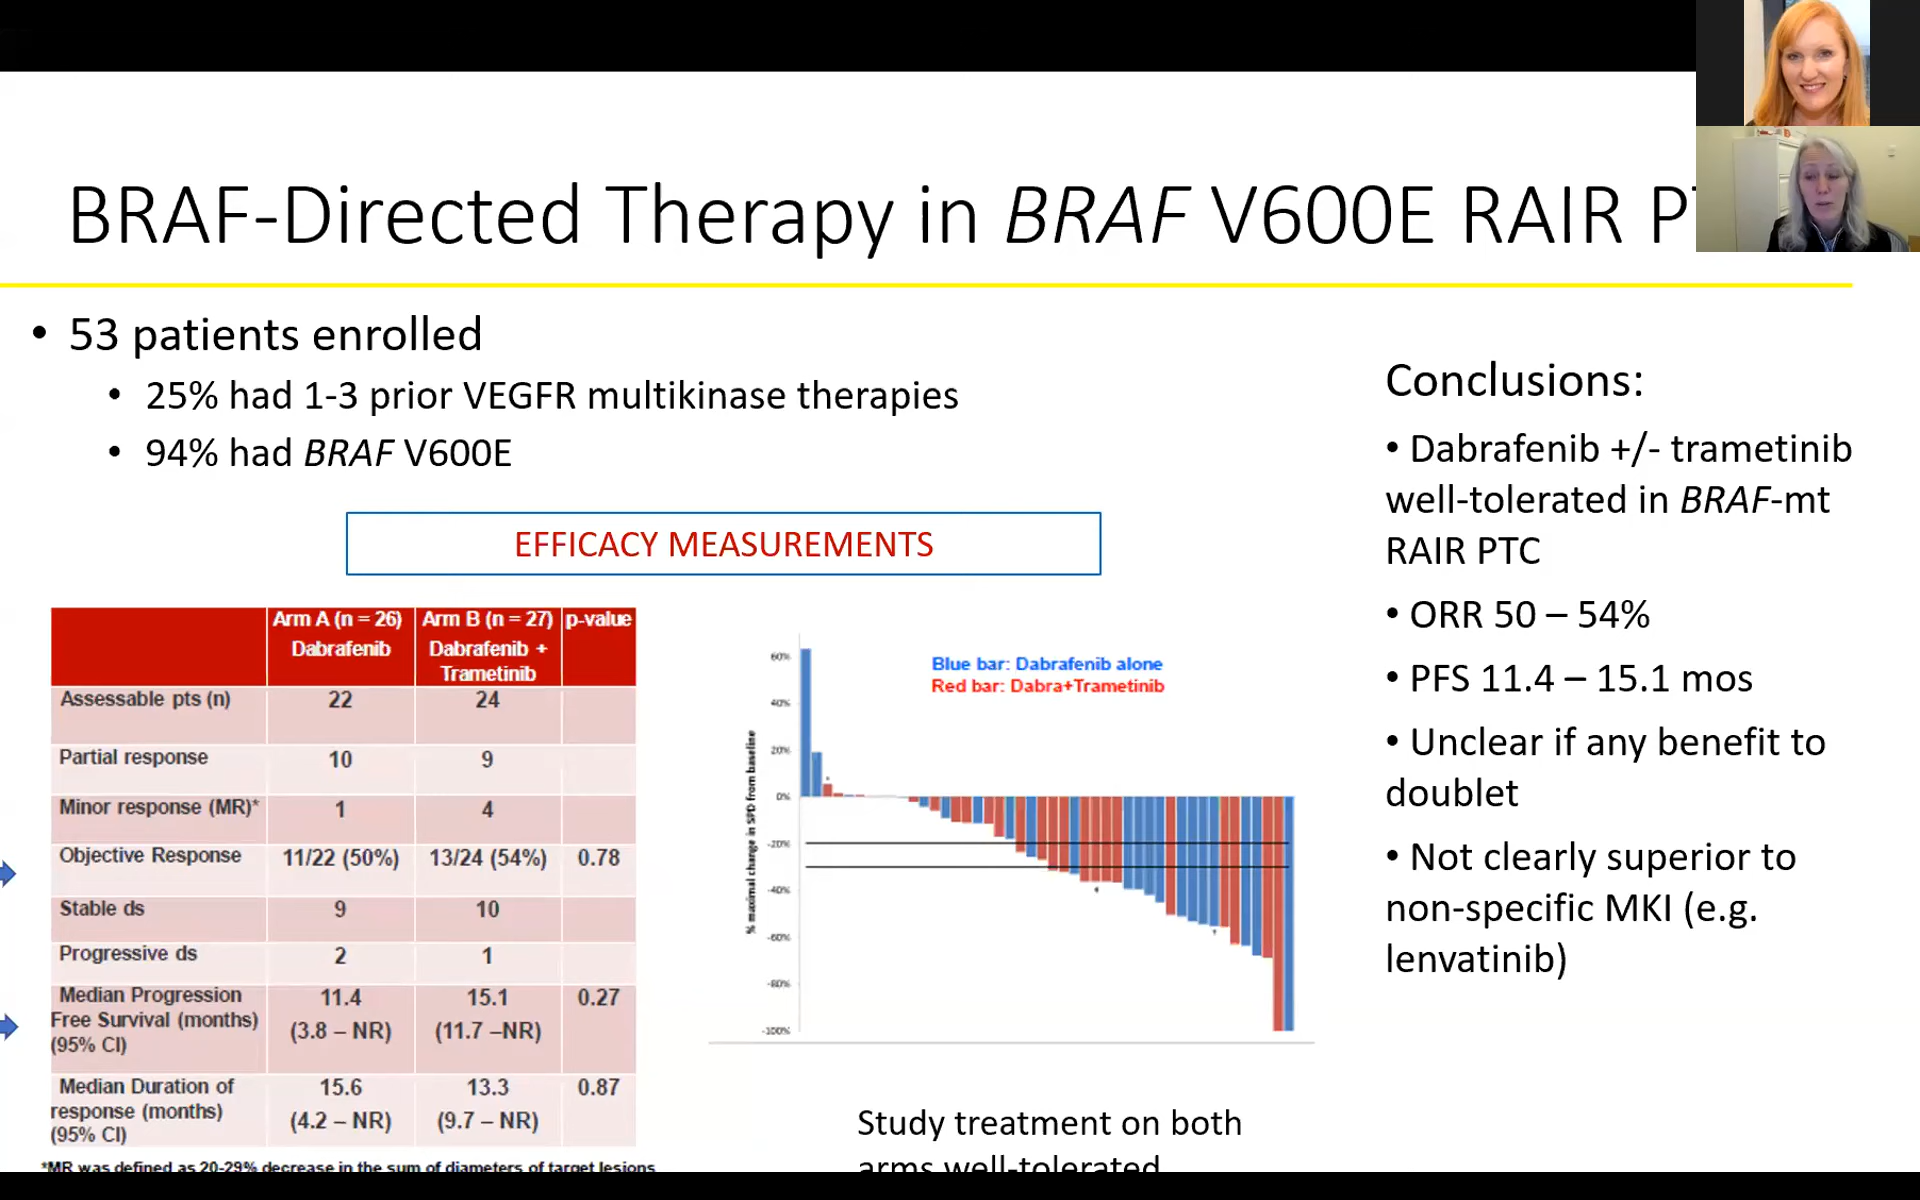 BRAF-Directed Therapy in BRAF V600E RAIR PT
• 53 patients enrolled
• 25% had 1-3 prior VEGFR multikinase therapies
• 94% had BRAF V600E
EFFICACY MEASUREMENTS
Arm A (n = 26) Dabrafenib | Arm B (n = 27) Dabrafenib + Trametinib | p-value
Assessable pts (n) 22 24
Partial response 10 9
Minor response (MR)* 1 4
Objective Response 11/22 (50%) 13/24 (54%) 0.78
Stable ds 9 10
Progressive ds 2 1
Median Progression Free Survival (months) (95% CI) 11.4 (3.8 – NR) 15.1 (11.7 –NR) 0.27
Median Duration of response (months) (95% CI) 15.6 (4.2 – NR) 13.3 (9.7 – NR) 0.87
*MR was defined as 20-29% decrease in the sum of diameters of target lesions
Blue bar: Dabrafenib alone
Red bar: Dabra+Trametinib
% maximal change in SPD from baseline
60%
40%
20%
0%
-20%
-40%
-60%
-80%
-100%
Study treatment on both
arms well-tolerated
Conclusions:
• Dabrafenib +/- trametinib
well-tolerated in BRAF-mt
RAIR PTC
• ORR 50 – 54%
• PFS 11.4 – 15.1 mos
• Unclear if any benefit to
doublet
• Not clearly superior to
non-specific MKI (e.g.
lenvatinib)